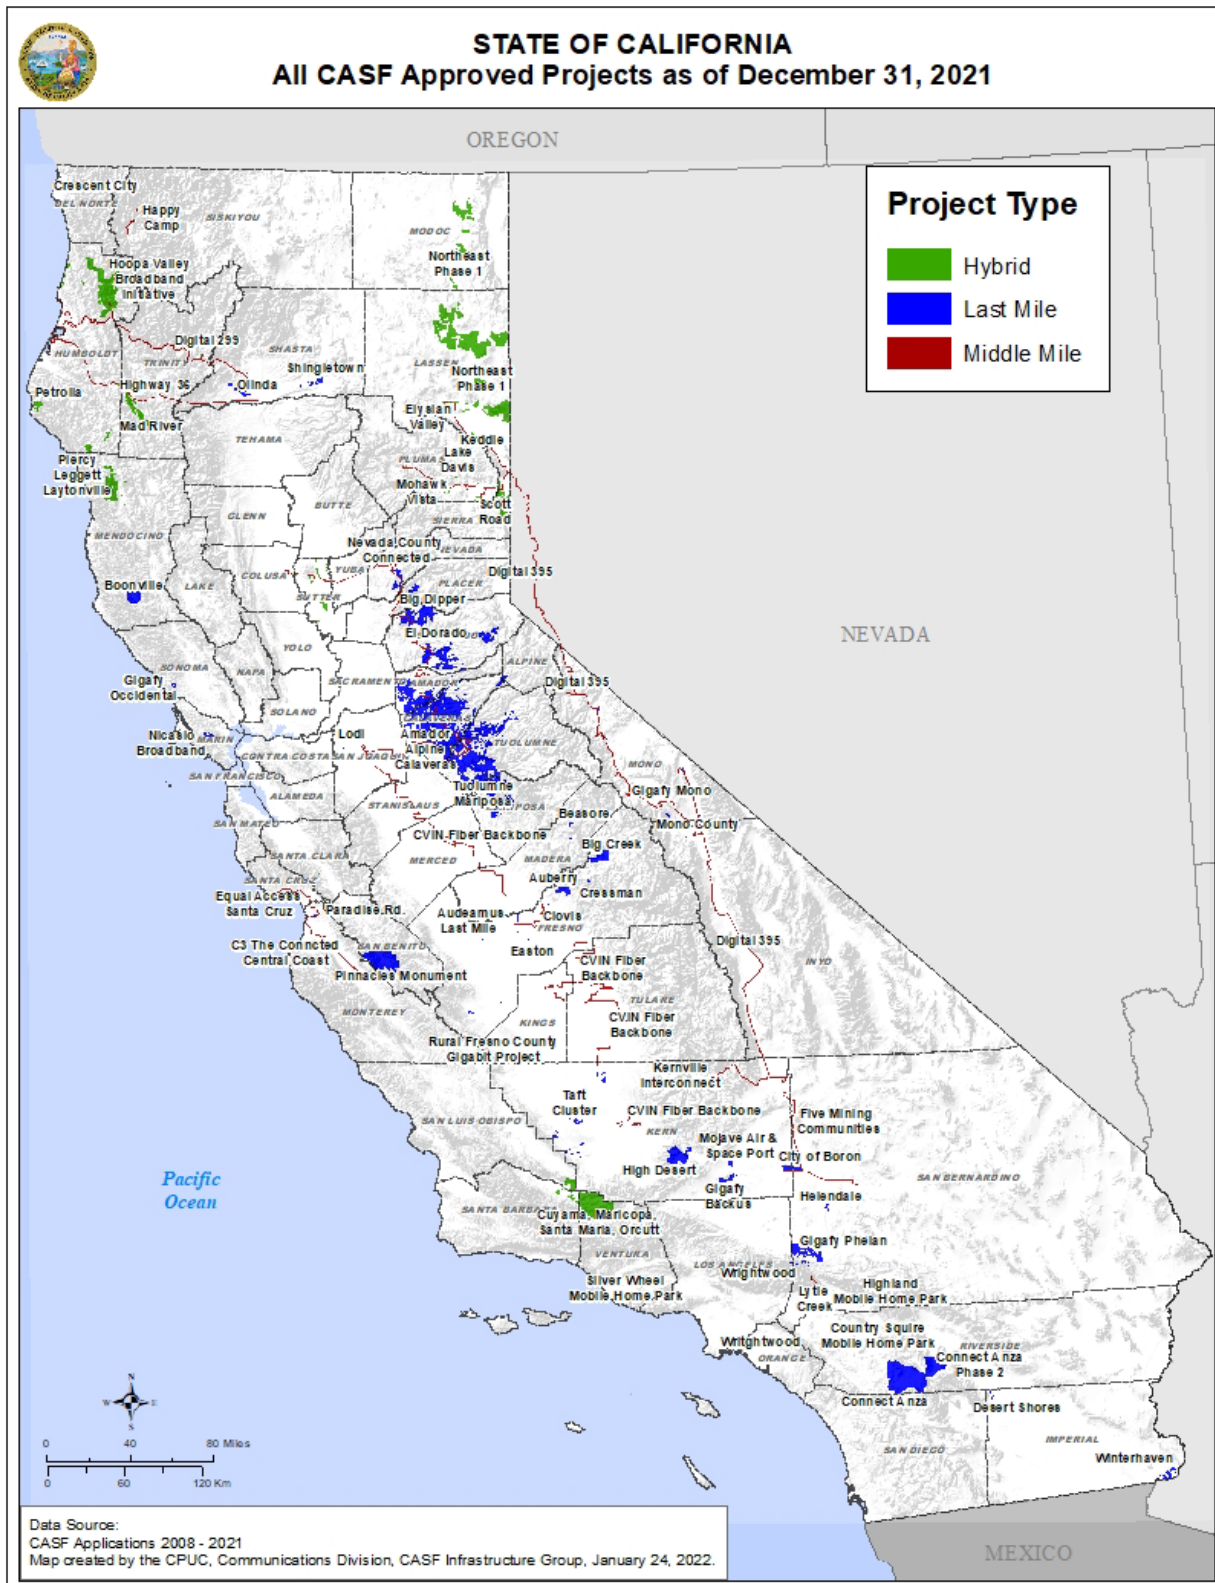 STATE OF CALIFORNIA
All CASF Approved Projects as of December 31, 2021
OREGON
Project Type
Hybrid
Last Mile
Middle Mile
Crescent City
DEL NORTE
Happy
Camp
SISKIYOU
MODOC
Northeast
Phase 1
Hoopa Valley
Broadband
Initiative
Digital 299
HUMBOLDT
TRINITY
SHASTA
Shingletown
LASSEN
Northeast
Phase 1
Petrolia
Highway 36
Olinda
Mad River
Elysian
Valley
TEHAMA
Keddie
Lake
Davis
PLUMAS
Piercy
Leggett
Laytonville
Mohawk
Vista
Scott
Road
BUTTE
GLENN
SIERRA
MENDOCINO
Nevada County
Connected
NEVADA
Digital 395
COLUSA
YUBA
PLACER
Boonville
LAKE
SUTTER
Big Dipper
NEVADA
El Dorado
YOLO
ALPINE
SONOMA
NAPA
SACRAMENTO
AMADOR
Digital 395
Gigafy
Occidental
SOLANO
CALAVERAS
Nicasio
Broadband
MARIN
Lodi
Amador
Alpine
Calaveras
TUOLUMNE
CONTRA COSTA
SAN JOAQUIN
MONO
SAN FRANCISCO
ALAMEDA
Tuolumne
Mariposa
MARIPOSA
Gigafy Mono
STANISLAUS
Beasore
Mono County
SAN MATEO
CVIN Fiber Backbone
Big Creek
SANTA CLARA
MERCED
MADERA
SANTA CRUZ
Auberry
Cressman
Equal Access
Santa Cruz
Paradise Rd.
Audeamus
Last Mile
Clovis
FRESNO
C3 The Conncted
Central Coast
SAN BENITO
Easton
CVIN Fiber
Backbone
Digital 395
INYO
Pinnacles Monument
TULARE
MONTEREY
KINGS
CVIN Fiber
Backbone
Rural Fresno County
Gigabit Project
Kernville
Interconnect
Taft
Cluster
CVIN Fiber Backbone
Five Mining
Communities
SAN LUIS OBISPO
KERN
Mojave Air &
Space Port
City of Boron
High Desert
Pacific
Ocean
SAN BERNARDINO
Gigafy
Backus
Helendale
SANTA BARBARA
Cuyama, Maricopa,
Santa Maria, Orcutt
Gigafy Phelan
VENTURA
LOS ANGELES
Wrightwood
Silver Wheel
Mobile Home Park
Lytle
Creek
Highland
Mobile Home Park
Country Squire
Mobile Home Park
Writghtwood
RIVERSIDE
ORANGE
Connect Anza
Phase 2
Connect Anza
Desert Shores
W N E
S
SAN DIEGO
IMPERIAL
Winterhaven
0 40 80 Miles
0 60 120 Km
Data Source:
CASF Applications 2008 - 2021
Map created by the CPUC, Communications Division, CASF Infrastructure Group, January 24, 2022.
MEXICO